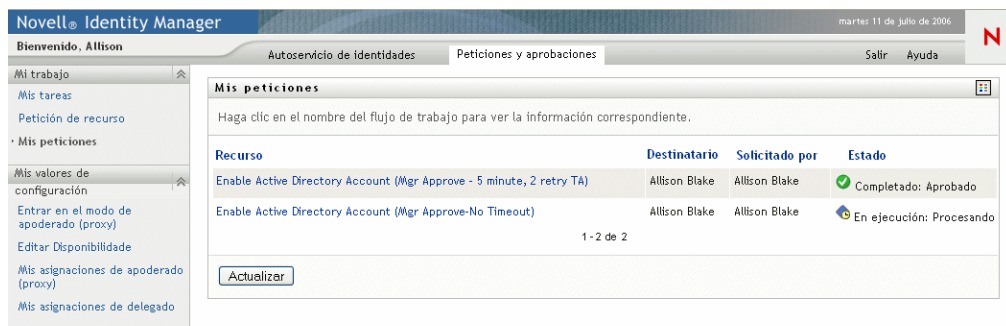 Novell® Identity Manager
martes 11 de julio de 2006
N
Bienvenido, Allison
Autoservicio de identidades
Peticiones y aprobaciones
Salir
Ayuda
Mi trabajo
Mis tareas
Petición de recurso
· Mis peticiones
Mis valores de
configuración
Entrar en el modo de
apoderado (proxy)
Editar Disponibilidade
Mis asignaciones de apoderado
(proxy)
Mis asignaciones de delegado
Mis peticiones
Haga clic en el nombre del flujo de trabajo para ver la información correspondiente.
Recurso Destinatario Solicitado por Estado
Enable Active Directory Account (Mgr Approve - 5 minute, 2 retry TA) Allison Blake Allison Blake Completado: Aprobado
Enable Active Directory Account (Mgr Approve-No Timeout) Allison Blake Allison Blake En ejecución: Procesando
1 - 2 de 2
Actualizar